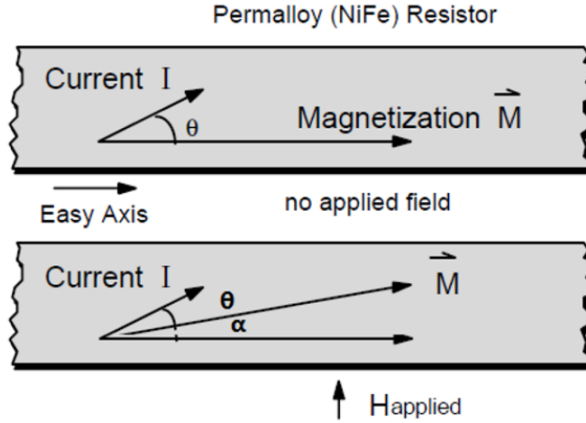 Permalloy (NiFe) Resistor
Current I
θ
Magnetization M
Easy Axis
no applied field
Current I
θ
α
M
Happlied